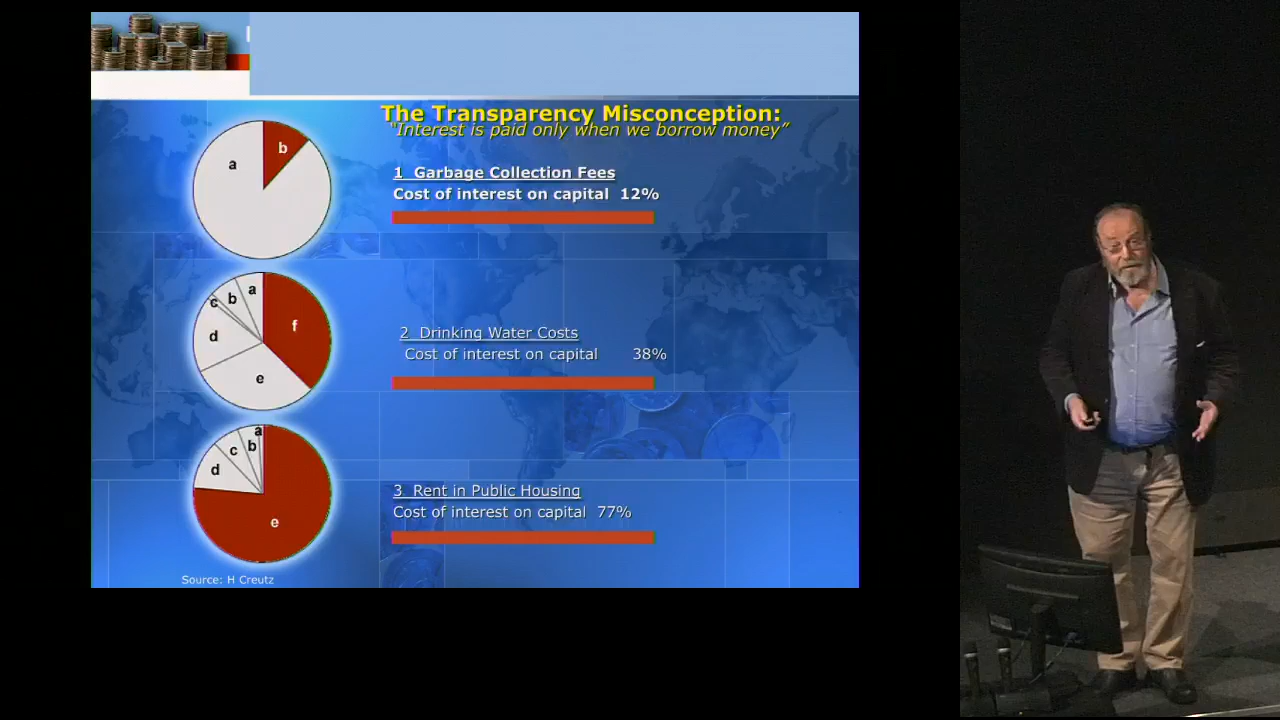 The Transparency Misconception:
"Interest is paid only when we borrow money"
a
b
1 Garbage Collection Fees
Cost of interest on capital 12%
a
b
c
d
e
f
2 Drinking Water Costs
Cost of interest on capital 38%
a
b
c
d
e
3 Rent in Public Housing
Cost of interest on capital 77%
Source: H Creutz